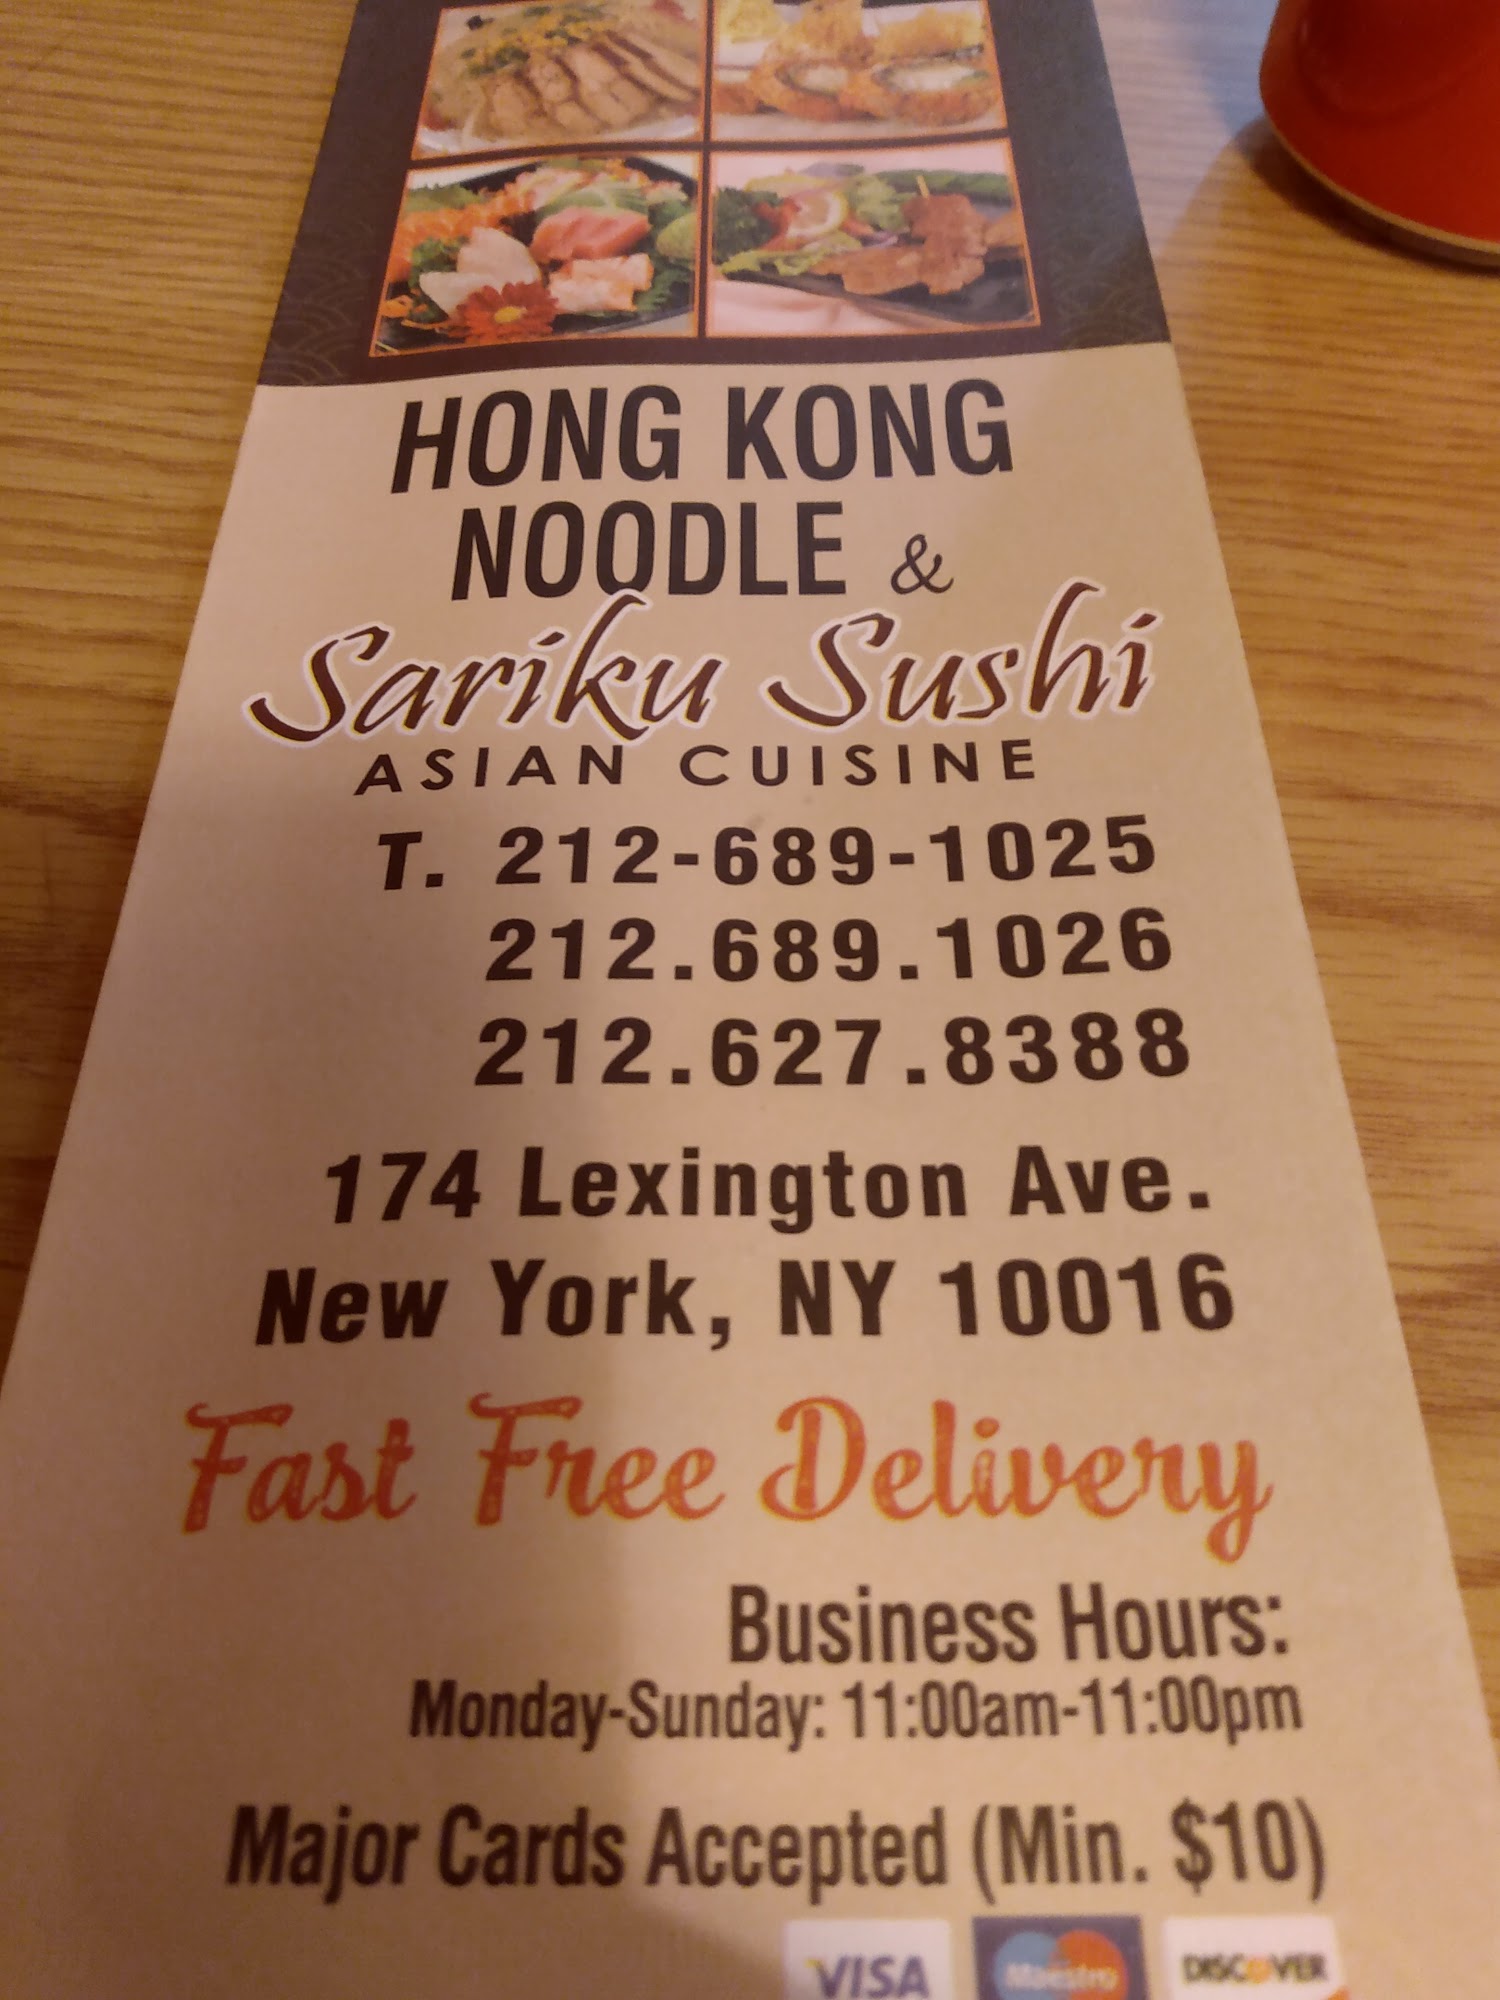 HONG KONG
NOODLE &
Sariku Sushi
ASIAN CUISINE
T. 212-689-1025
212.689.1026
212.627.8388
174 Lexington Ave.
New York, NY 10016
Fast Free Delivery
Business Hours:
Monday-Sunday: 11:00am-11:00pm
Major Cards Accepted (Min. $10)
VISA Maestro DISCOVER